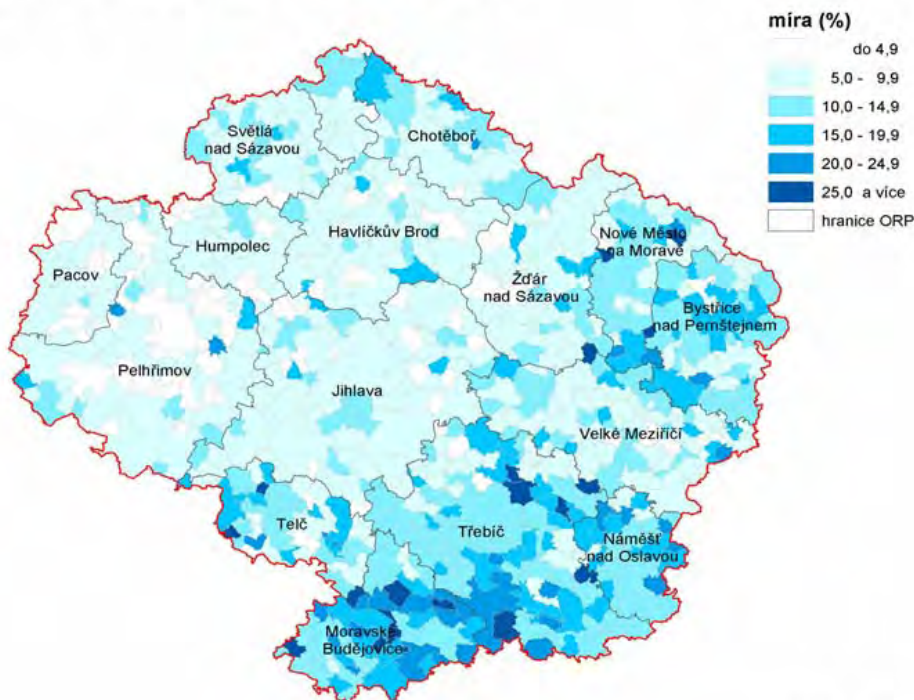 míra (%)
do 4,9
5,0 - 9,9
10,0 - 14,9
15,0 - 19,9
20,0 - 24,9
25,0 a více
hranice ORP
Světlá
nad Sázavou
Chotěboř
Havlíčkův Brod
Humpolec
Pacov
Nové Město
na Moravě
Žďár
nad Sázavou
Bystřice
nad Pernštejnem
Pelhřimov
Jihlava
Velké Meziříčí
Telč
Třebíč
Náměšť
nad Oslavou
Moravské
Budějovice